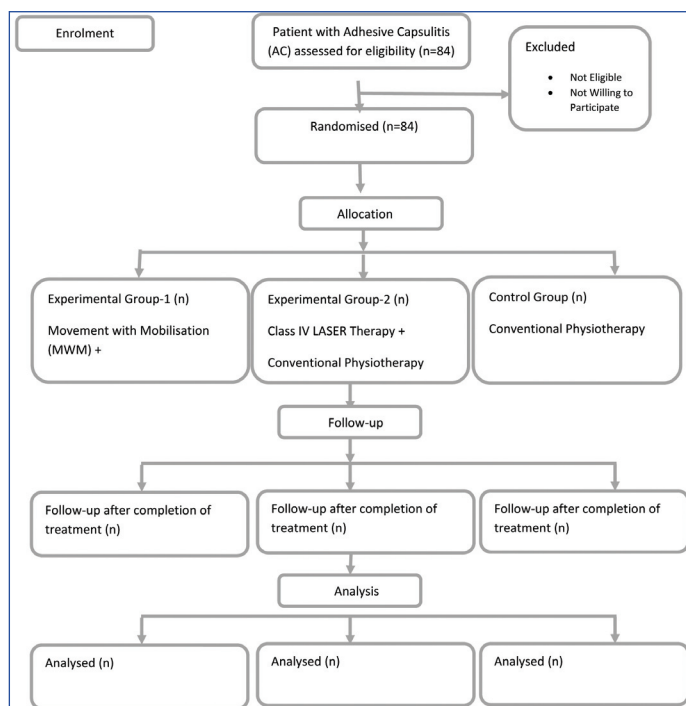 Enrolment
Patient with Adhesive Capsulitis
(AC) assessed for eligibility (n=84)
Excluded
• Not Eligible
• Not Willing to
Participate
Randomised (n=84)
Allocation
Experimental Group-1 (n)
Movement with Mobilisation
(MWM) +
Experimental Group-2 (n)
Class IV LASER Therapy +
Conventional Physiotherapy
Control Group (n)
Conventional Physiotherapy
Follow-up
Follow-up after completion of
treatment (n)
Follow-up after completion of
treatment (n)
Follow-up after completion of
treatment (n)
Analysis
Analysed (n)
Analysed (n)
Analysed (n)